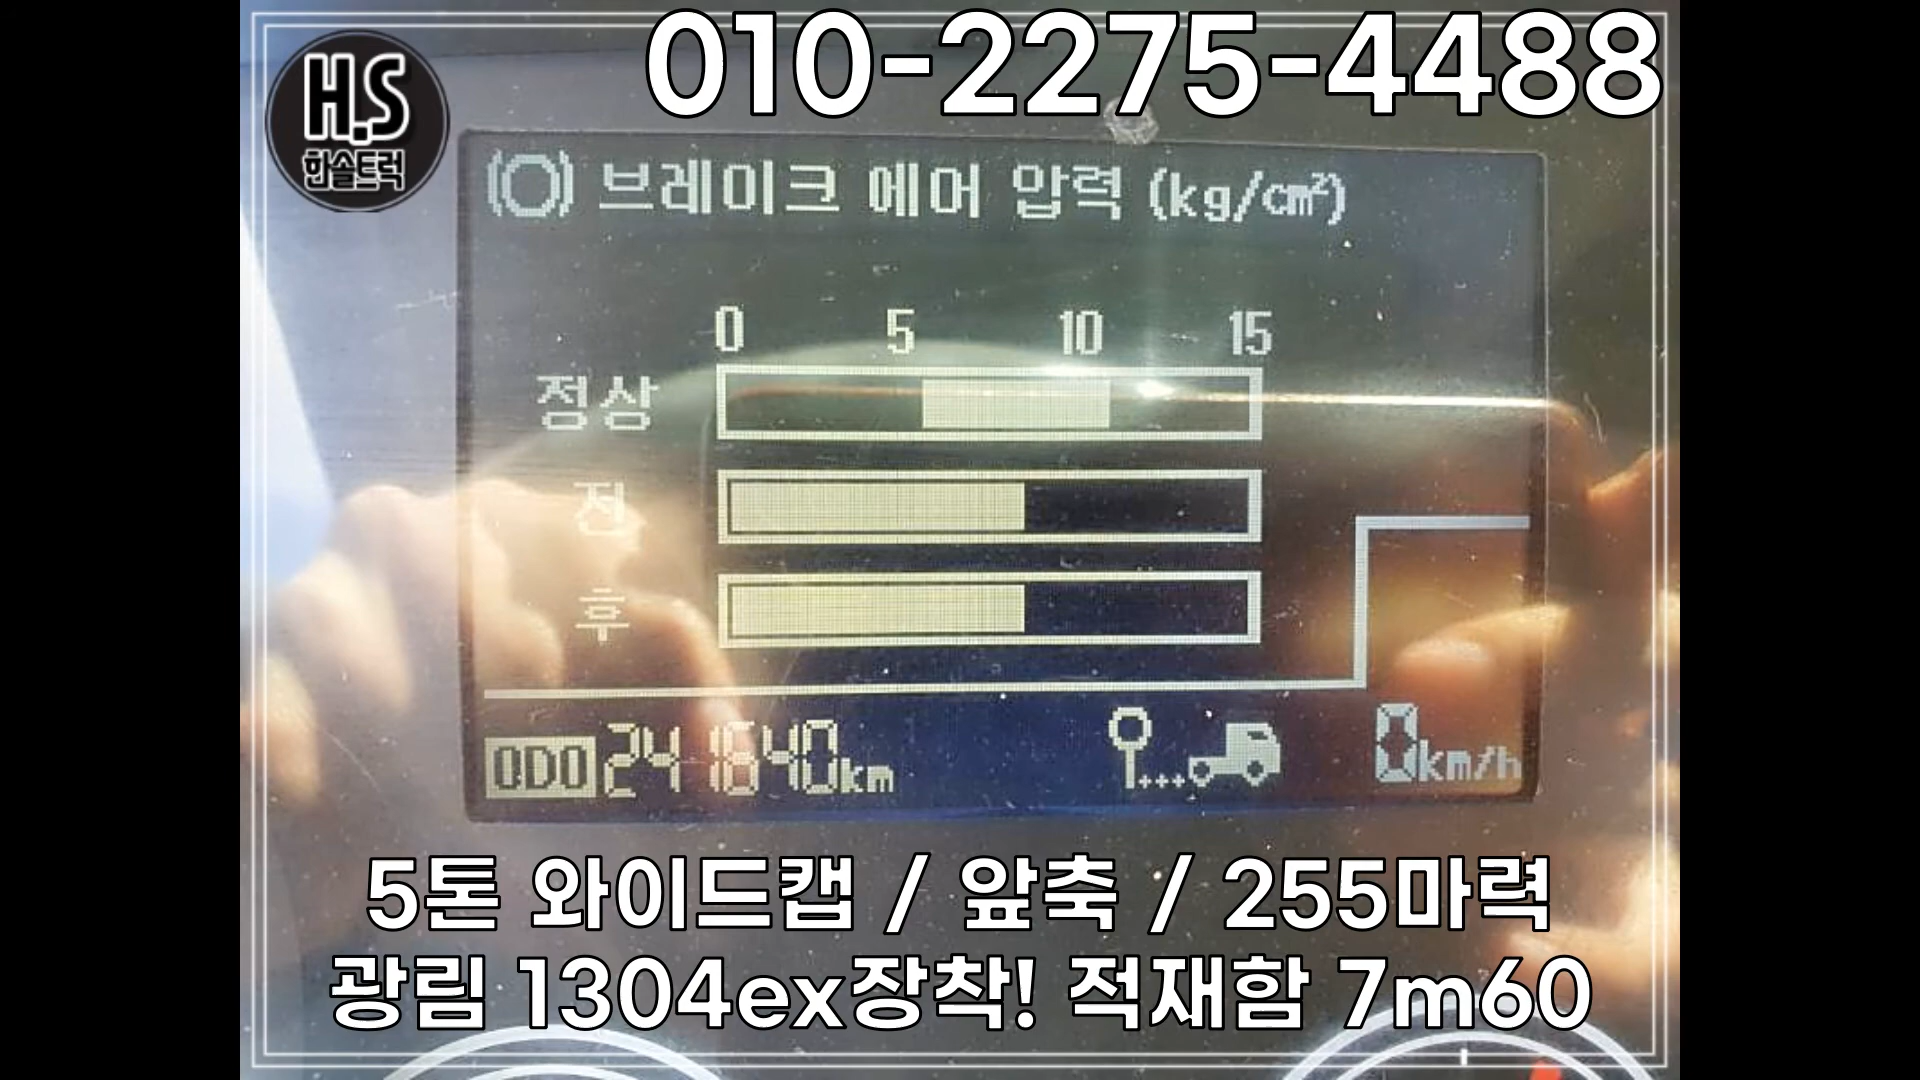 010-2275-4488
H.S
한솔트럭
브레이크 에어 압력 (kg/cm²)
0 5 10 15
정상
전
후
ODO 241640km
0km/h
5톤 와이드캡 / 앞축 / 255마력
광림 1304ex장착! 적재함 7m60